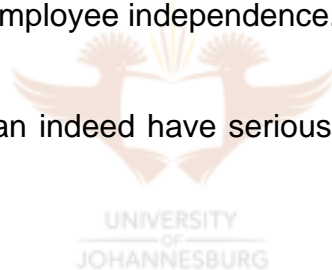 mployee independence.
an indeed have serious
UNIVERSITY
OF
JOHANNESBURG